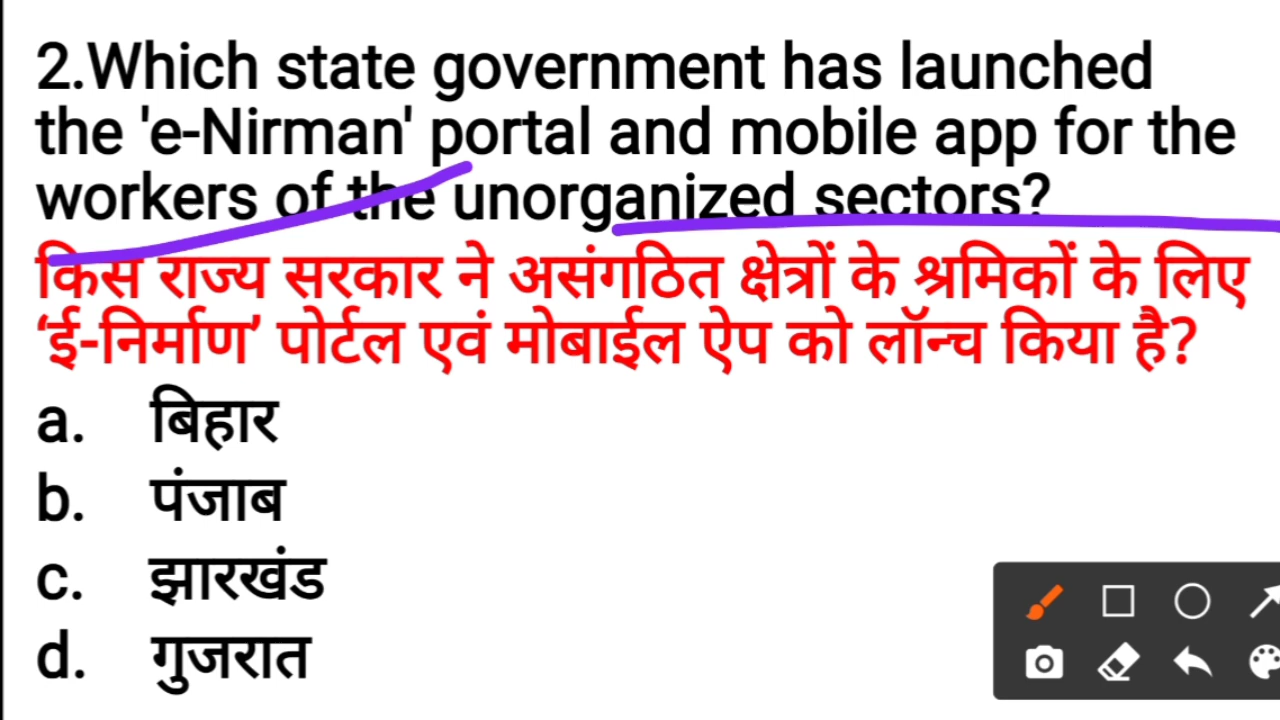 2.Which state government has launched
the 'e-Nirman' portal and mobile app for the
workers of the unorganized sectors?
किस राज्य सरकार ने असंगठित क्षेत्रों के श्रमिकों के लिए
‘ई-निर्माण’ पोर्टल एवं मोबाईल ऐप को लॉन्च किया है?
a. बिहार
b. पंजाब
c. झारखंड
d. गुजरात